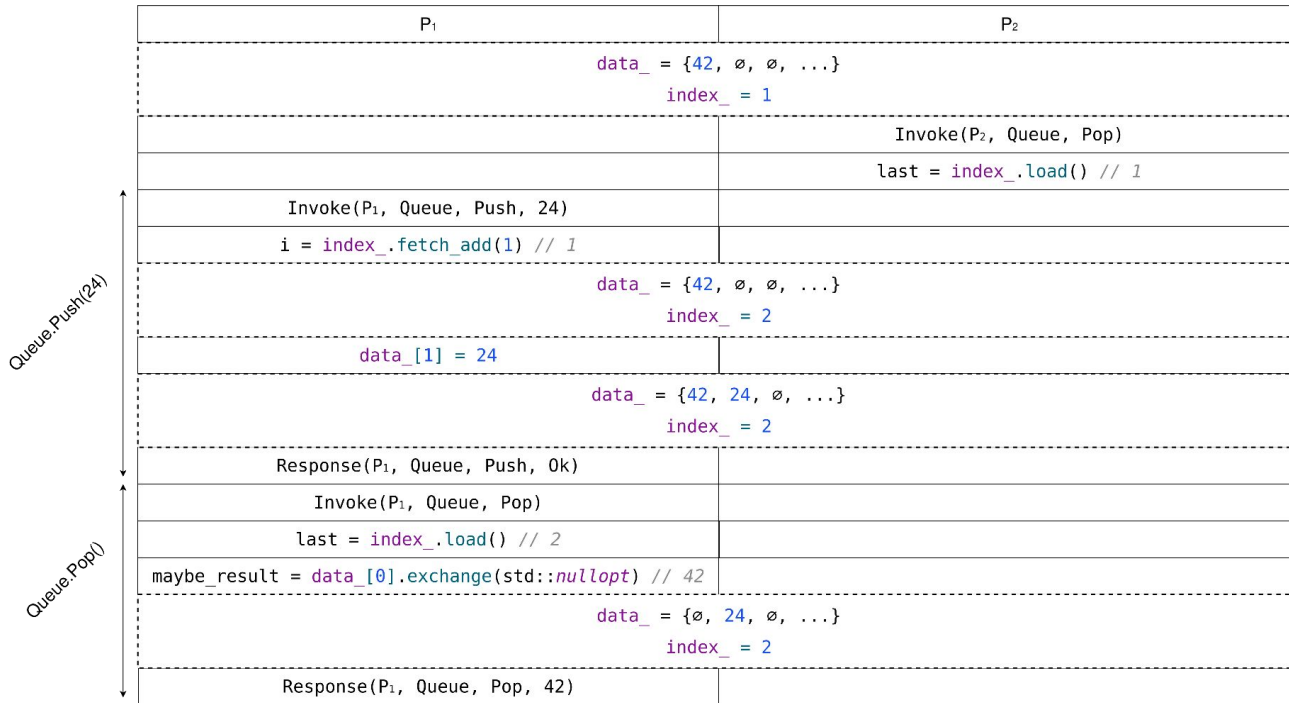 P₁ P₂
data_ = {42, ∅, ∅, ...}
index_ = 1
Invoke(P₂, Queue, Pop)
last = index_.load() // 1
Invoke(P₁, Queue, Push, 24)
i = index_.fetch_add(1) // 1
data_ = {42, ∅, ∅, ...}
index_ = 2
Queue.Push(24)
data_[1] = 24
data_ = {42, 24, ∅, ...}
index_ = 2
Response(P₁, Queue, Push, Ok)
Invoke(P₁, Queue, Pop)
last = index_.load() // 2
Queue.Pop()
maybe_result = data_[0].exchange(std::nullopt) // 42
data_ = {∅, 24, ∅, ...}
index_ = 2
Response(P₁, Queue, Pop, 42)